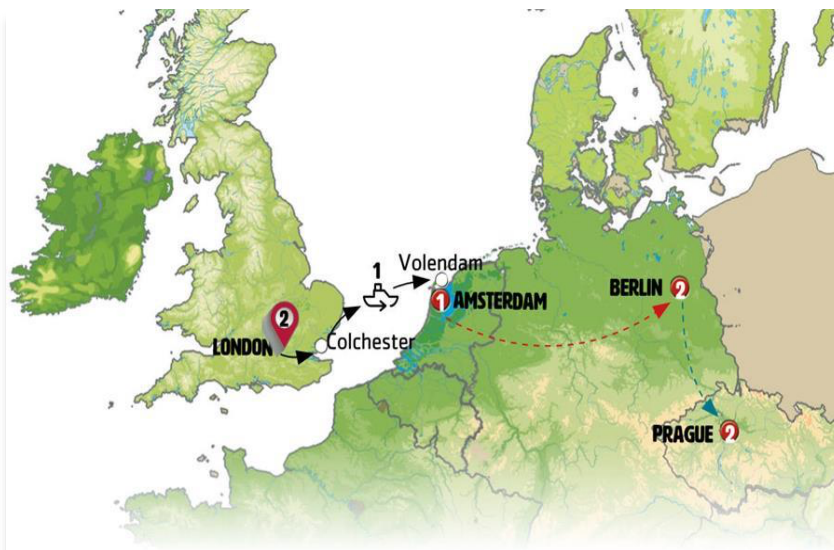 1
Volendam
1 AMSTERDAM
BERLIN 2
2
LONDON
Colchester
PRAGUE 2